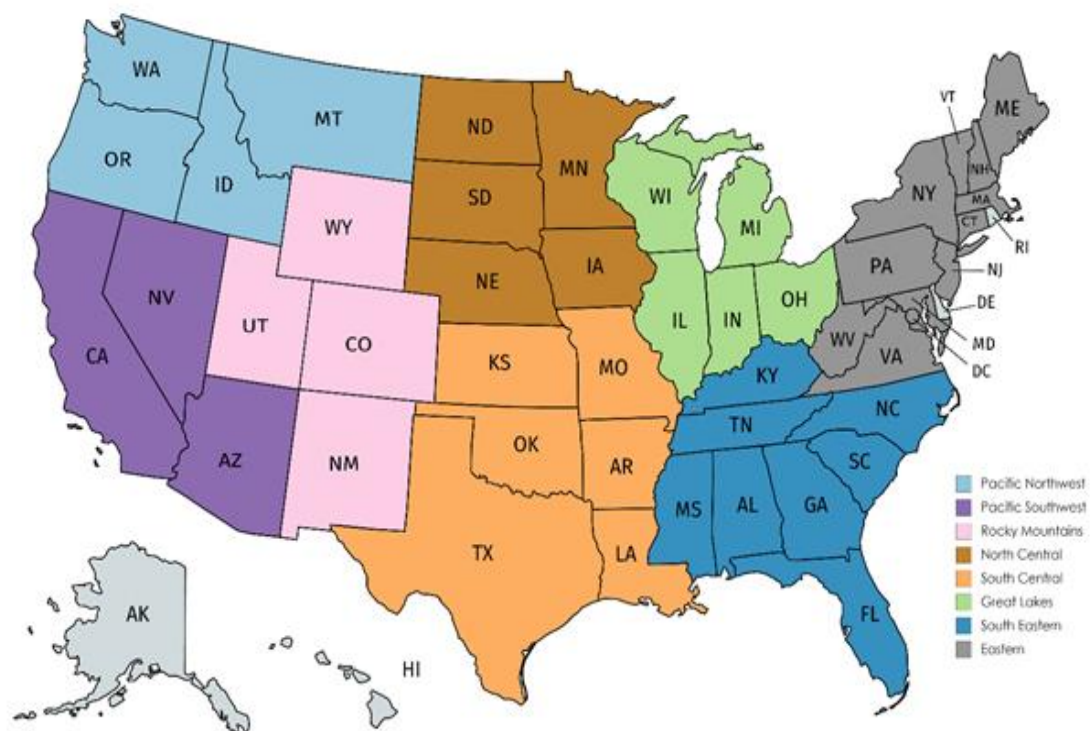 WA
VT
ME
MT
ND
OR
MN
ID
NH
SD
WI
NY
MA
WY
MI
CT
RI
IA
PA
NJ
NE
NV
OH
DE
UT
IL
IN
CO
WV
MD
CA
KS
MO
VA
DC
KY
NC
TN
OK
AZ
NM
AR
SC
MS
AL
GA
TX
LA
AK
FL
HI
Pacific Northwest
Pacific Southwest
Rocky Mountains
North Central
South Central
Great Lakes
South Eastern
Eastern